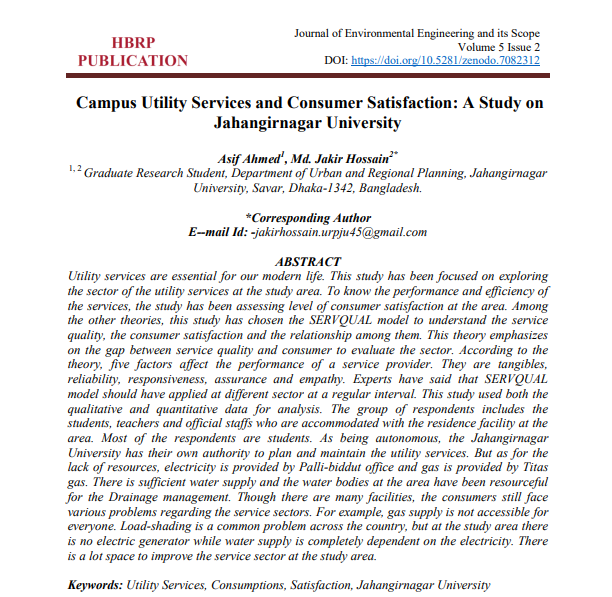 HBRP
PUBLICATION
Journal of Environmental Engineering and its Scope
Volume 5 Issue 2
DOI: https://doi.org/10.5281/zenodo.7082312
Campus Utility Services and Consumer Satisfaction: A Study on
Jahangirnagar University
Asif Ahmed1, Md. Jakir Hossain2*
1, 2 Graduate Research Student, Department of Urban and Regional Planning, Jahangirnagar
University, Savar, Dhaka-1342, Bangladesh.
*Corresponding Author
E--mail Id: -jakirhossain.urpju45@gmail.com
ABSTRACT
Utility services are essential for our modern life. This study has been focused on exploring
the sector of the utility services at the study area. To know the performance and efficiency of
the services, the study has been assessing level of consumer satisfaction at the area. Among
the other theories, this study has chosen the SERVQUAL model to understand the service
quality, the consumer satisfaction and the relationship among them. This theory emphasizes
on the gap between service quality and consumer to evaluate the sector. According to the
theory, five factors affect the performance of a service provider. They are tangibles,
reliability, responsiveness, assurance and empathy. Experts have said that SERVQUAL
model should have applied at different sector at a regular interval. This study used both the
qualitative and quantitative data for analysis. The group of respondents includes the
students, teachers and official staffs who are accommodated with the residence facility at the
area. Most of the respondents are students. As being autonomous, the Jahangirnagar
University has their own authority to plan and maintain the utility services. But as for the
lack of resources, electricity is provided by Palli-biddut office and gas is provided by Titas
gas. There is sufficient water supply and the water bodies at the area have been resourceful
for the Drainage management. Though there are many facilities, the consumers still face
various problems regarding the service sectors. For example, gas supply is not accessible for
everyone. Load-shading is a common problem across the country, but at the study area there
is no electric generator while water supply is completely dependent on the electricity. There
is a lot space to improve the service sector at the study area.
Keywords: Utility Services, Consumptions, Satisfaction, Jahangirnagar University